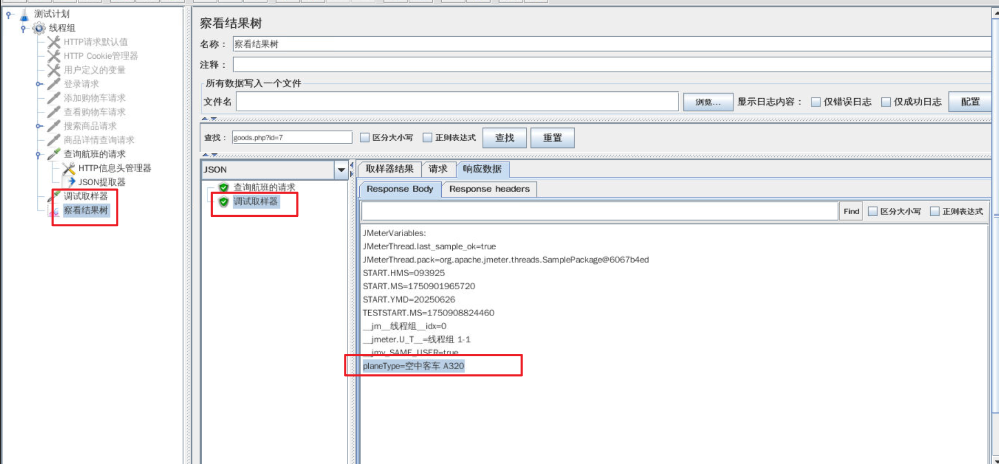 测试计划
线程组
HTTP请求默认值
HTTP Cookie管理器
用户定义的变量
登录请求
添加购物车请求
查看购物车请求
搜索商品请求
商品详情查询请求
查询航班的请求
HTTP信息头管理器
JSON提取器
调试取样器
察看结果树
察看结果树
名称： 察看结果树
注释：
所有数据写入一个文件
文件名 浏览... 显示日志内容： 仅错误日志 仅成功日志 配置
查找： goods.php?id=7 区分大小写 正则表达式 查找 重置
JSON
查询航班的请求
调试取样器
取样器结果 请求 响应数据
Response Body Response headers
Find 区分大小写 正则表达式
JMeterVariables:
JMeterThread.last_sample_ok=true
JMeterThread.pack=org.apache.jmeter.threads.SamplePackage@6067b4ed
START.HMS=093925
START.MS=1750901965720
START.YMD=20250626
TESTSTART.MS=1750908824460
__jm__线程组__idx=0
__jmeter.U_T__=线程组 1-1
__jmv_SAME_USER=true
planeType=空中客车 A320